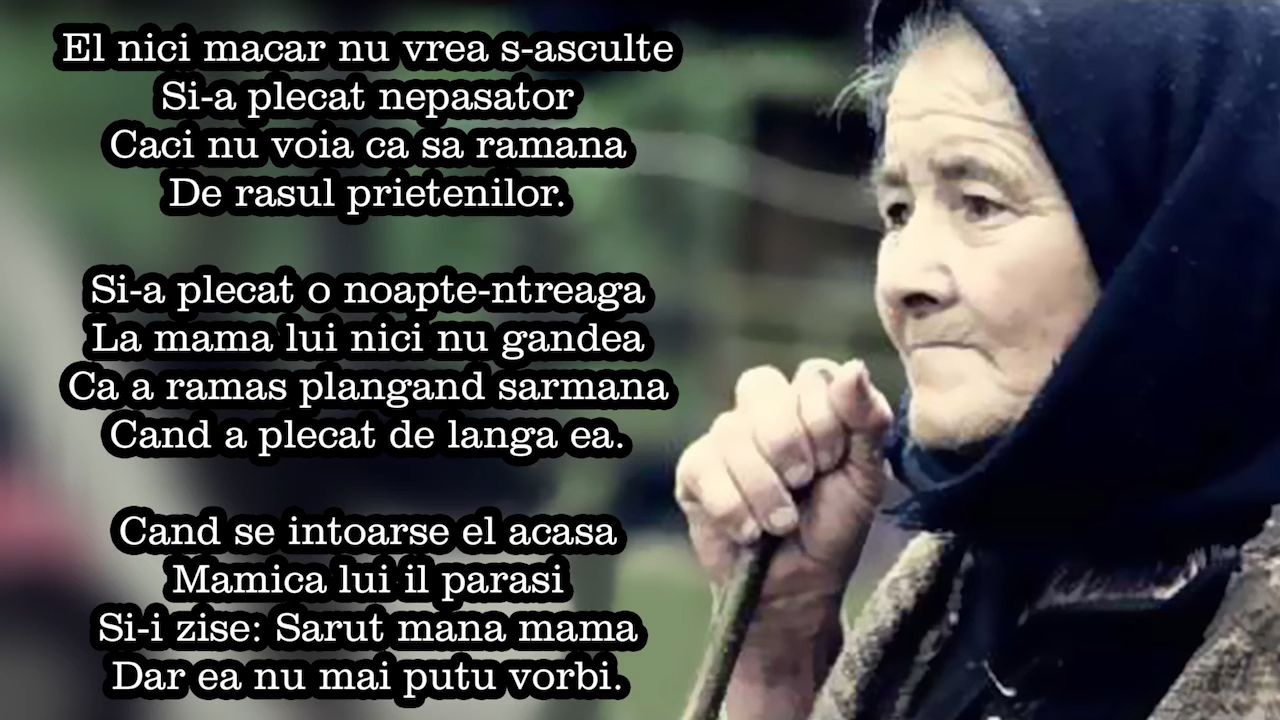 El nici macar nu vrea s-asculte
Si-a plecat nepasator
Caci nu voia ca sa ramana
De rasul prietenilor.
Si-a plecat o noapte-ntreaga
La mama lui nici nu gandea
Ca a ramas plangand sarmana
Cand a plecat de langa ea.
Cand se intoarse el acasa
Mamica lui il parasi
Si-i zise: Sarut mana mama
Dar ea nu mai putu vorbi.